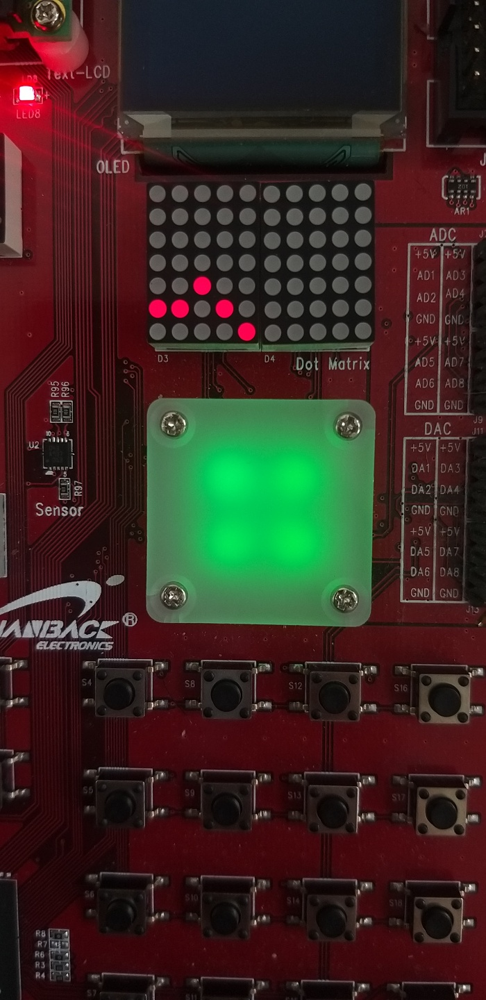 Text-LCD
LED8
OLED
AR1
ADC
+5V +5V
AD1 AD3
AD2 AD4
GND GND
+5V +5V
AD5 AD7
AD6 AD8
GND GND
J9
D3
D4
Dot Matrix
R95
R96
U2
R97
Sensor
J11
DAC
+5V +5V
DA1 DA3
DA2 DA4
GND GND
+5V +5V
DA5 DA7
DA6 DA8
GND GND
J13
ANBACK®
ELECTRONICS
S4 S8 S12 S16
S5 S9 S13 S17
S6 S10 S14 S18
R8
R7
R6
R3
R4
S7 S11